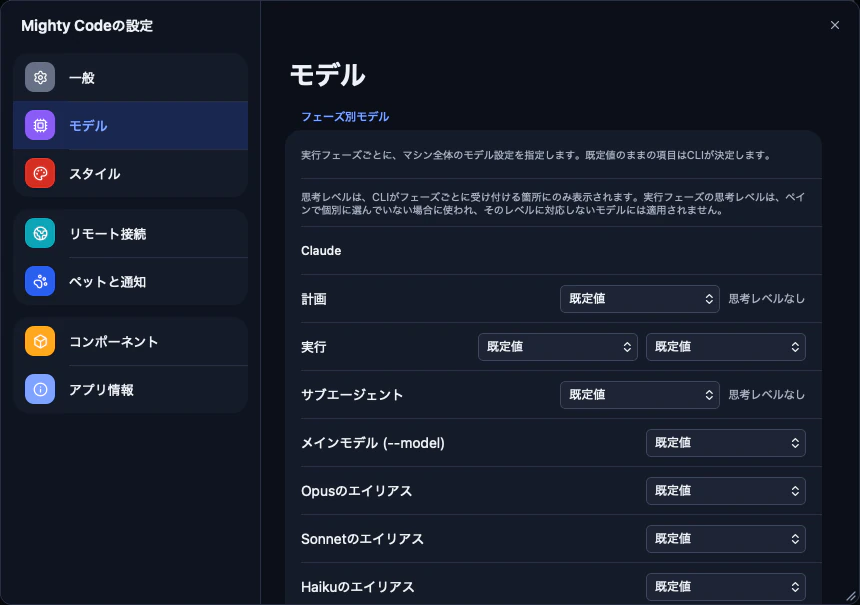 Mighty Codeの設定
一般
モデル
スタイル
リモート接続
ペットと通知
コンポーネント
アプリ情報
モデル
フェーズ別モデル
実行フェーズごとに、マシン全体のモデル設定を指定します。既定値のままの項目はCLIが決定します。
思考レベルは、CLIがフェーズごとに受け付ける箇所にのみ表示されます。実行フェーズの思考レベルは、ペイ
ンで個別に選んでいない場合に使われ、そのレベルに対応しないモデルには適用されません。
Claude
計画 既定値 思考レベルなし
実行 既定値 既定値
サブエージェント 既定値 思考レベルなし
メインモデル (--model) 既定値
Opusのエイリアス 既定値
Sonnetのエイリアス 既定値
Haikuのエイリアス 既定値